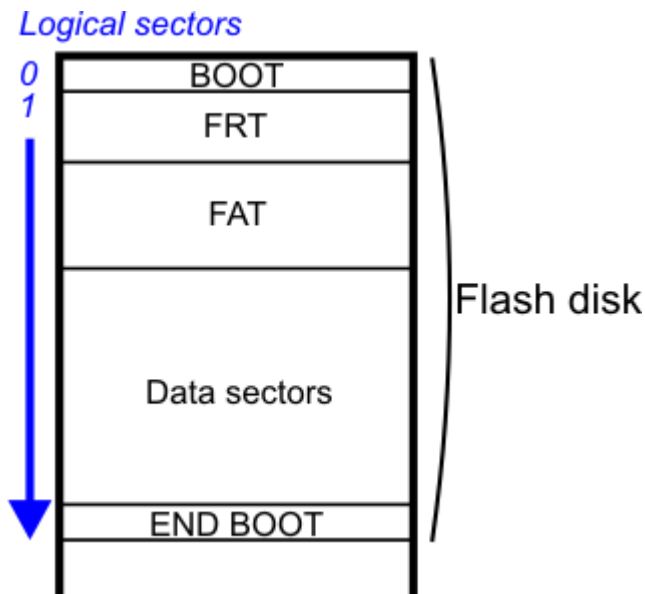 Logical sectors
0
BOOT
1
FRT
FAT
Flash disk
Data sectors
END BOOT